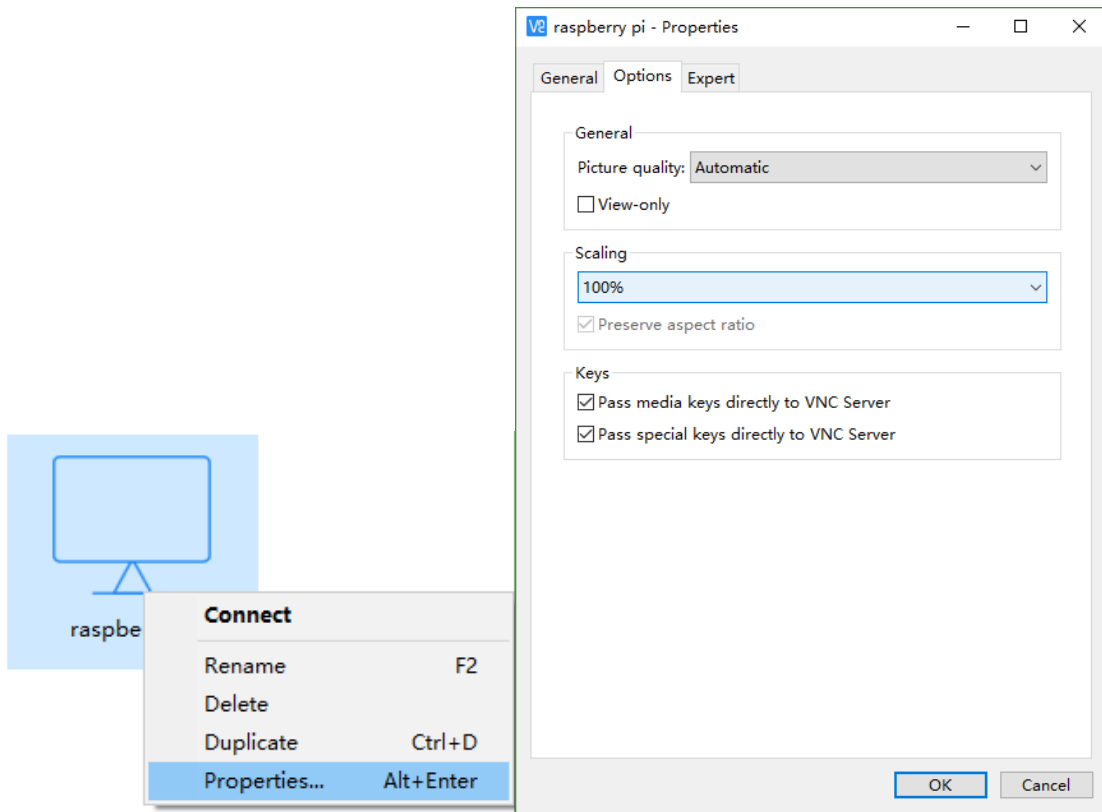 raspbe
Connect
Rename F2
Delete
Duplicate Ctrl+D
Properties... Alt+Enter
raspberry pi - Properties
General Options Expert
General
Picture quality: Automatic
View-only
Scaling
100%
Preserve aspect ratio
Keys
Pass media keys directly to VNC Server
Pass special keys directly to VNC Server
OK Cancel